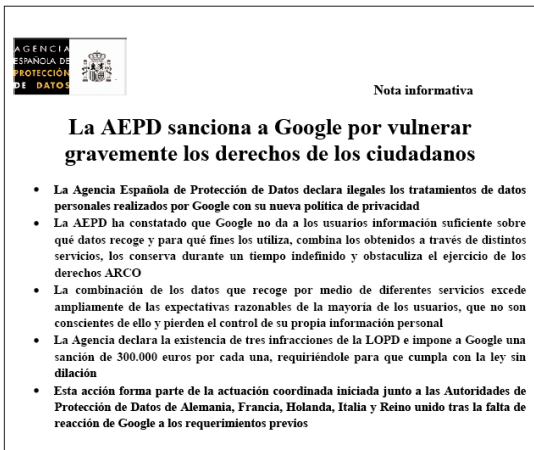 AGENCIA
ESPAÑOLA DE
PROTECCIÓN
DE DATOS
Nota informativa
La AEPD sanciona a Google por vulnerar
gravemente los derechos de los ciudadanos
• La Agencia Española de Protección de Datos declara ilegales los tratamientos de datos
personales realizados por Google con su nueva política de privacidad
• La AEPD ha constatado que Google no da a los usuarios información suficiente sobre
qué datos recoge y para qué fines los utiliza, combina los obtenidos a través de distintos
servicios, los conserva durante un tiempo indefinido y obstaculiza el ejercicio de los
derechos ARCO
• La combinación de los datos que recoge por medio de diferentes servicios excede
ampliamente de las expectativas razonables de la mayoría de los usuarios, que no son
conscientes de ello y pierden el control de su propia información personal
• La Agencia declara la existencia de tres infracciones de la LOPD e impone a Google una
sanción de 300.000 euros por cada una, requiriéndole para que cumpla con la ley sin
dilación
• Esta acción forma parte de la actuación coordinada iniciada junto a las Autoridades de
Protección de Datos de Alemania, Francia, Holanda, Italia y Reino unido tras la falta de
reacción de Google a los requerimientos previos